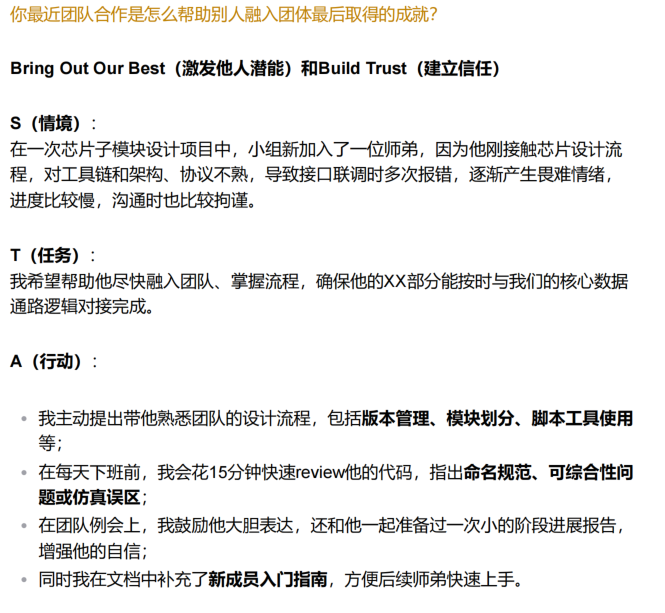 你最近团队合作是怎么帮助别人融入团体最后取得的成就？
Bring Out Our Best（激发他人潜能）和Build Trust（建立信任）
S（情境）：
在一次芯片子模块设计项目中，小组新加入了一位师弟，因为他刚接触芯片设计流
程，对工具链和架构、协议不熟，导致接口联调时多次报错，逐渐产生畏难情绪，
进度比较慢，沟通时也比较拘谨。
T（任务）：
我希望帮助他尽快融入团队、掌握流程，确保他的XX部分能按时与我们的核心数据
通路逻辑对接完成。
A（行动）：
• 我主动提出带他熟悉团队的设计流程，包括版本管理、模块划分、脚本工具使用
等；
• 在每天下班前，我会花15分钟快速review他的代码，指出命名规范、可综合性问
题或仿真误区；
• 在团队例会上，我鼓励他大胆表达，还和他一起准备过一次小的阶段进展报告，
增强他的自信；
• 同时我在文档中补充了新成员入门指南，方便后续师弟快速上手。